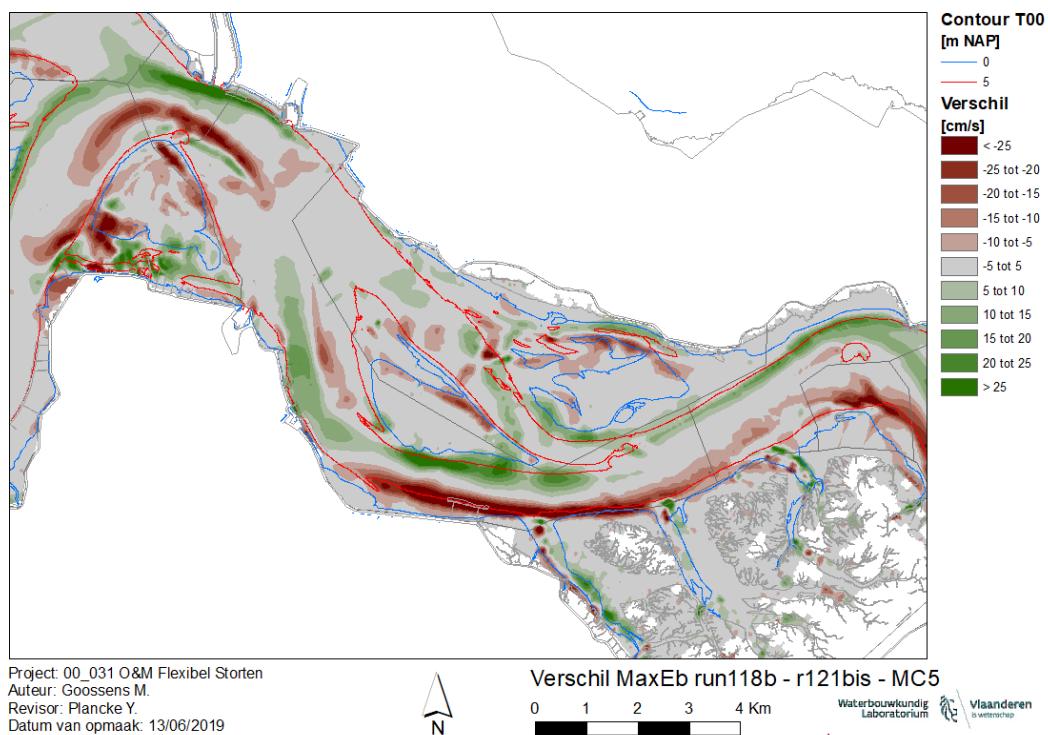 Contour T00
[m NAP]
0
5
Verschil
[cm/s]
< -25
-25 tot -20
-20 tot -15
-15 tot -10
-10 tot -5
-5 tot 5
5 tot 10
10 tot 15
15 tot 20
20 tot 25
> 25
Project: 00_031 O&M Flexibel Storten
Auteur: Goossens M.
Revisor: Plancke Y.
Datum van opmaak: 13/06/2019
N
Verschil MaxEb run118b - r121bis - MC5
0 1 2 3 4 Km
Waterbouwkundig
Laboratorium
Vlaanderen
is wetenschap